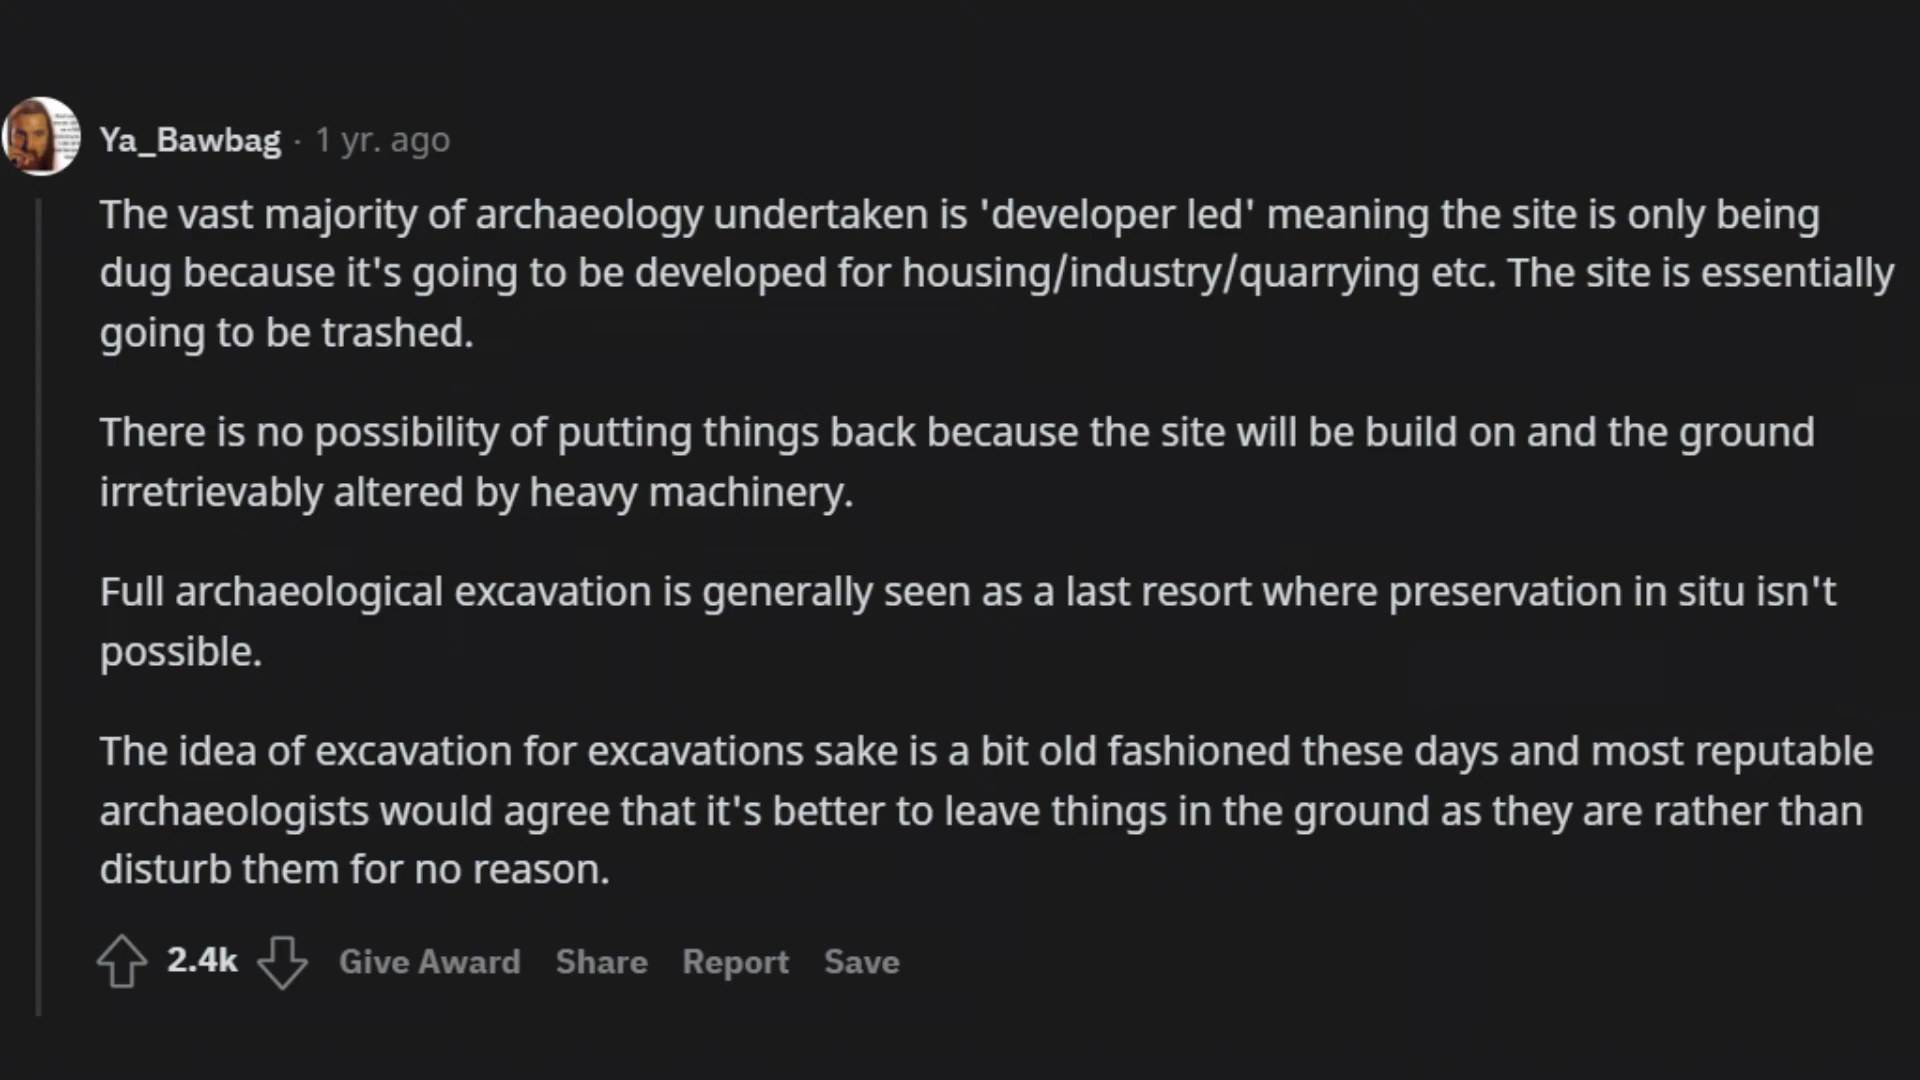 Ya_Bawbag · 1 yr. ago
The vast majority of archaeology undertaken is 'developer led' meaning the site is only being
dug because it's going to be developed for housing/industry/quarrying etc. The site is essentially
going to be trashed.
There is no possibility of putting things back because the site will be build on and the ground
irretrievably altered by heavy machinery.
Full archaeological excavation is generally seen as a last resort where preservation in situ isn't
possible.
The idea of excavation for excavations sake is a bit old fashioned these days and most reputable
archaeologists would agree that it's better to leave things in the ground as they are rather than
disturb them for no reason.
2.4k Give Award Share Report Save